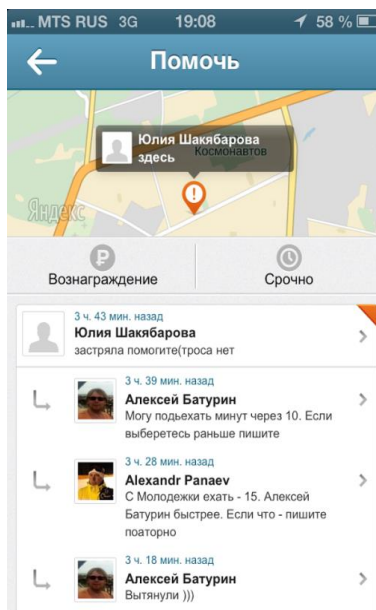 MTS RUS 3G 19:08 58 %
Помочь
Юлия Шакябарова
здесь
Космонавтов
Яндекс
Вознаграждение Срочно
3 ч. 43 мин. назад
Юлия Шакябарова
застряла помогите(троса нет
3 ч. 39 мин. назад
Алексей Батурин
Могу подьехать минут через 10. Если
выберетесь раньше пишите
3 ч. 28 мин. назад
Alexandr Panaev
С Молодежки ехать - 15. Алексей
Батурин быстрее. Если что - пишите
поаторно
3 ч. 18 мин. назад
Алексей Батурин
Вытянули )))